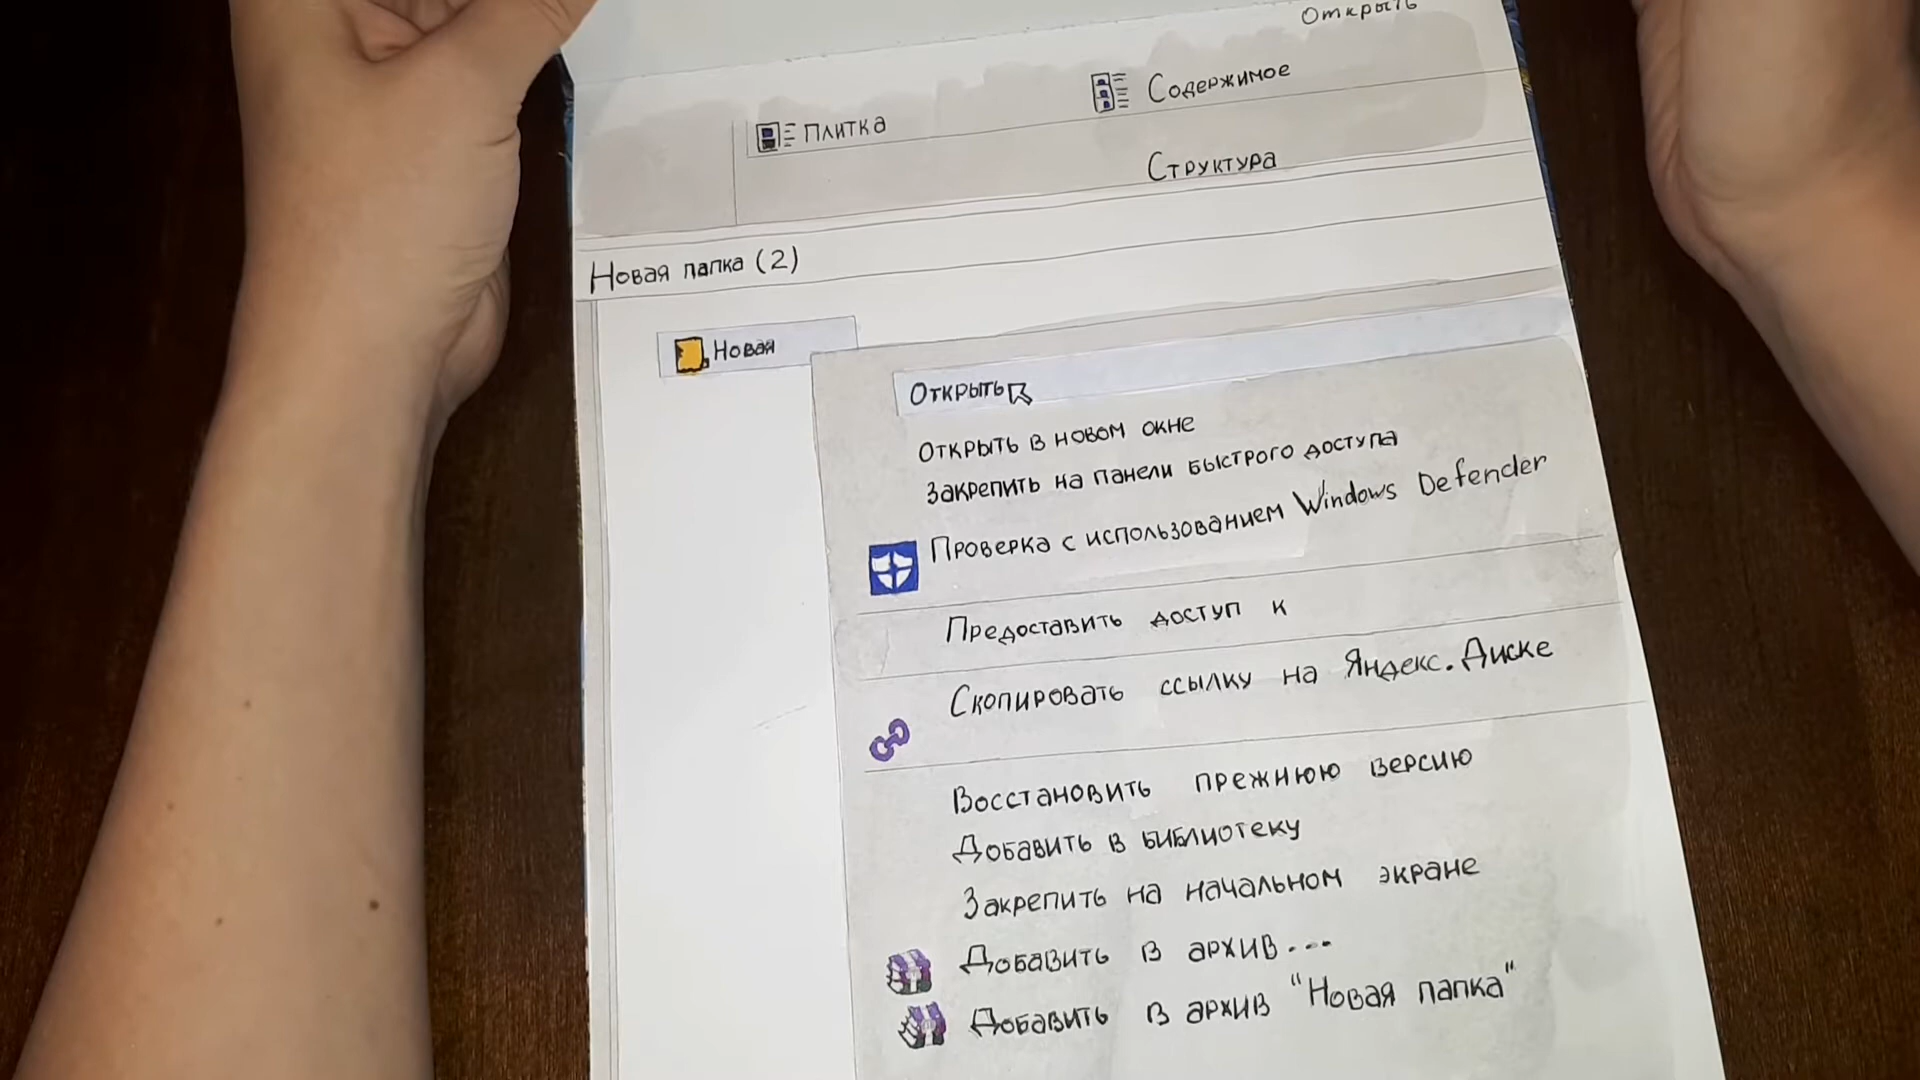 Открыть
Содержимое
Плитка
Структура
Новая папка (2)
Новая
Открыть
Открыть в новом окне
Закрепить на панели быстрого доступа
Проверка с использованием Windows Defender
Предоставить доступ к
Скопировать ссылку на Яндекс.Диске
Восстановить прежнюю версию
Добавить в библиотеку
Закрепить на начальном экране
Добавить в архив...
Добавить в архив "Новая папка"